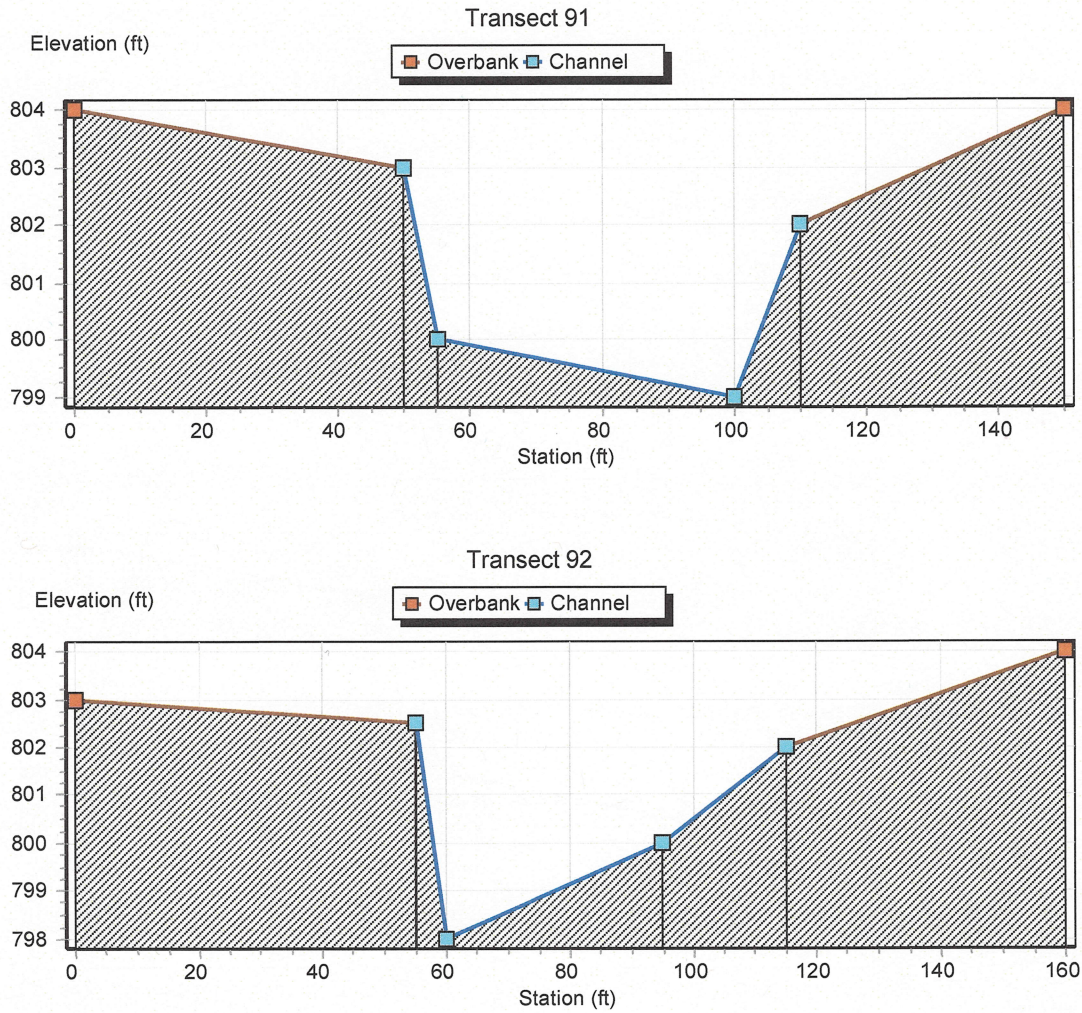 Transect 91
Elevation (ft)
Overbank Channel
804
803
802
801
800
799
0 20 40 60 80 100 120 140
Station (ft)
Transect 92
Elevation (ft)
Overbank Channel
804
803
802
801
800
799
798
0 20 40 60 80 100 120 140 160
Station (ft)